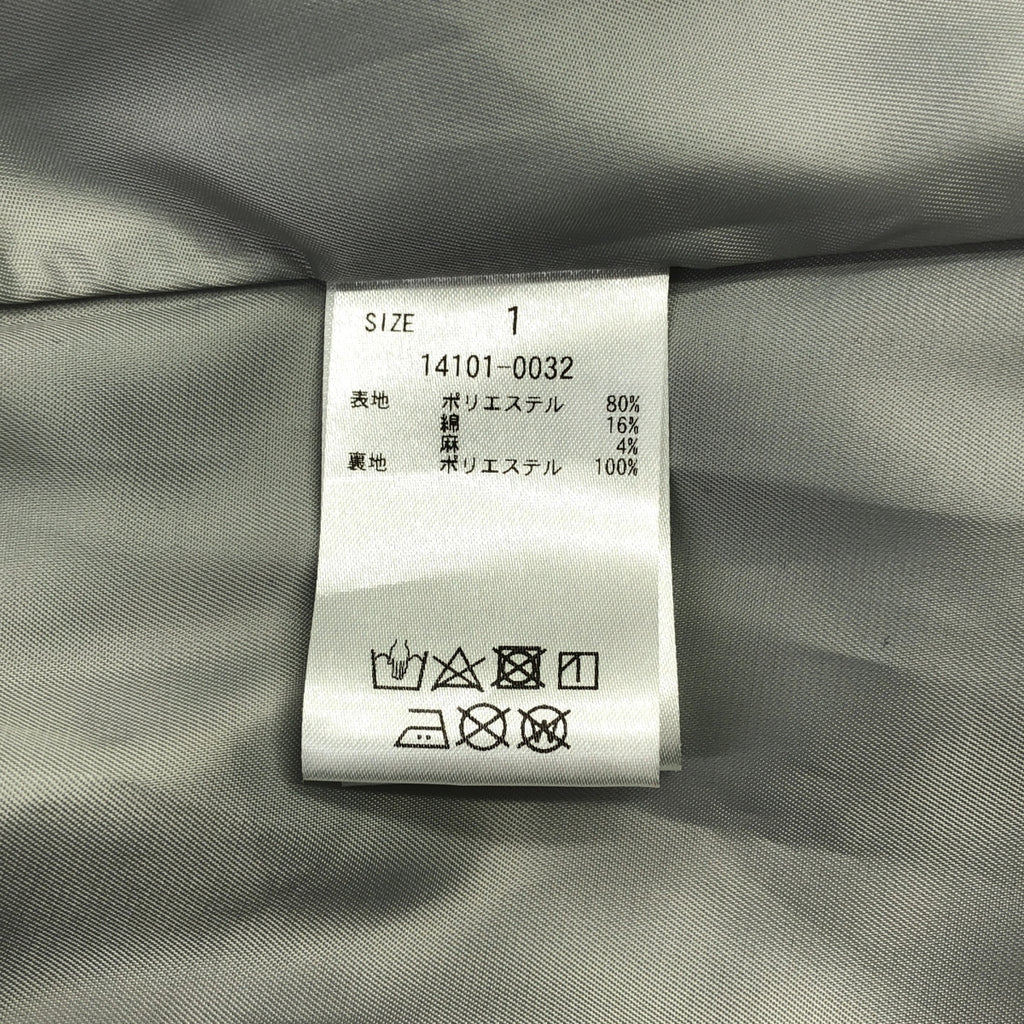 SIZE 1
14101-0032
表地 ポリエステル 80%
綿 16%
麻 4%
裏地 ポリエステル 100%
W